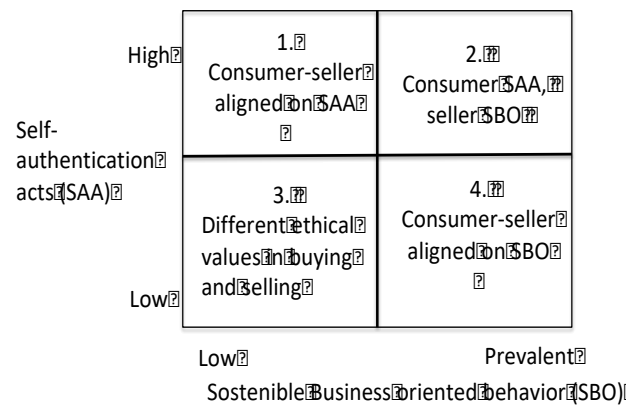 High
Self-
authentication
acts (SAA)
Low
1.
Consumer-seller
aligned on SAA
2.
Consumer SAA,
seller SBO
3.
Different ethical
values in buying
and selling
4.
Consumer-seller
aligned on SBO
Low Prevalent
Sostenible Business oriented behavior (SBO)